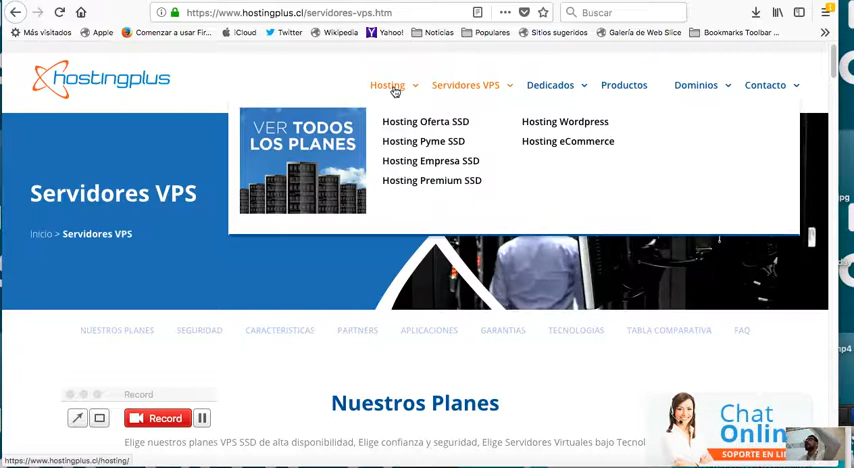 https://www.hostingplus.cl/servidores-vps.htm
Buscar
Más visitados
Apple
Comenzar a usar Fir...
iCloud
Twitter
Wikipedia
Yahoo!
Noticias
Populares
Sitios sugeridos
Galería de Web Slice
Bookmarks Toolbar ...
hostingplus
Hosting
Servidores VPS
Dedicados
Productos
Dominios
Contacto
VER TODOS
LOS PLANES
Hosting Oferta SSD
Hosting Pyme SSD
Hosting Empresa SSD
Hosting Premium SSD
Hosting Wordpress
Hosting eCommerce
Servidores VPS
Inicio > Servidores VPS
NUESTROS PLANES
SEGURIDAD
CARACTERISTICAS
PARTNERS
APLICACIONES
GARANTIAS
TECNOLOGIAS
TABLA COMPARATIVA
FAQ
Record
Record
Nuestros Planes
Elige nuestros planes VPS SSD de alta disponibilidad, Elige confianza y seguridad, Elige Servidores Virtuales bajo Tecnol
Chat
Onlin
SOPORTE EN LI
https://www.hostingplus.cl/hosting/
pg
mp4